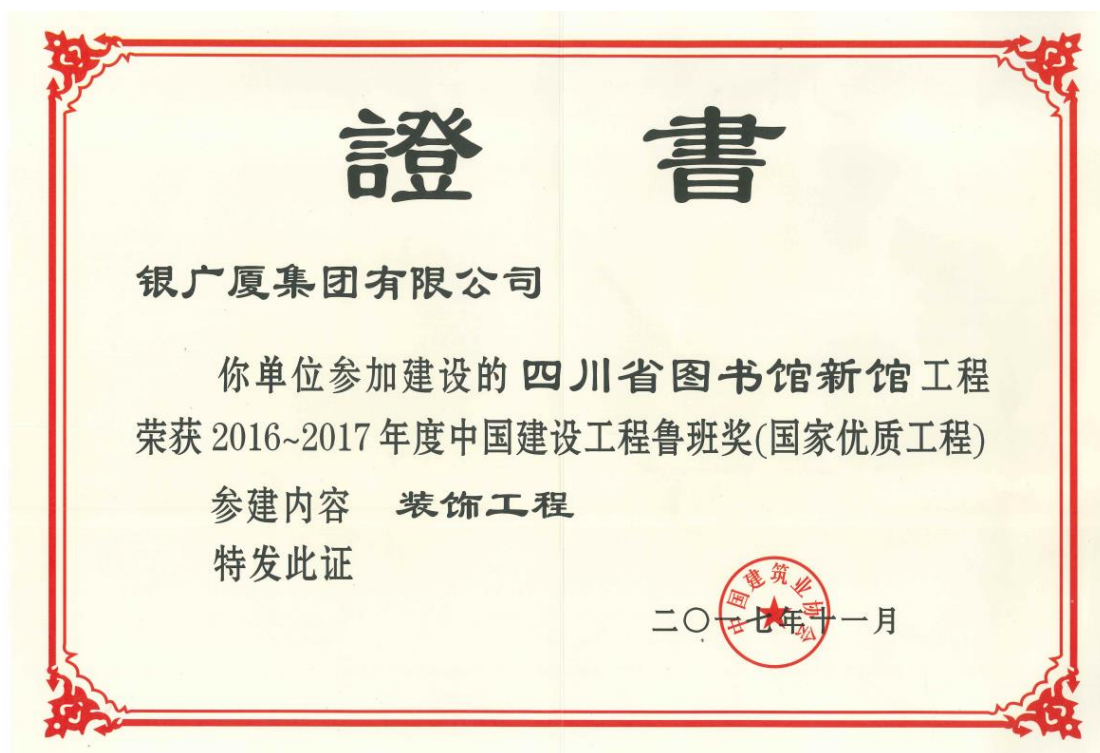 證 書
银广厦集团有限公司
你单位参加建设的 四川省图书馆新馆 工程
荣获 2016~2017 年度中国建设工程鲁班奖(国家优质工程)
参建内容 装饰工程
特发此证
中国建筑业协会
二〇一七年十一月